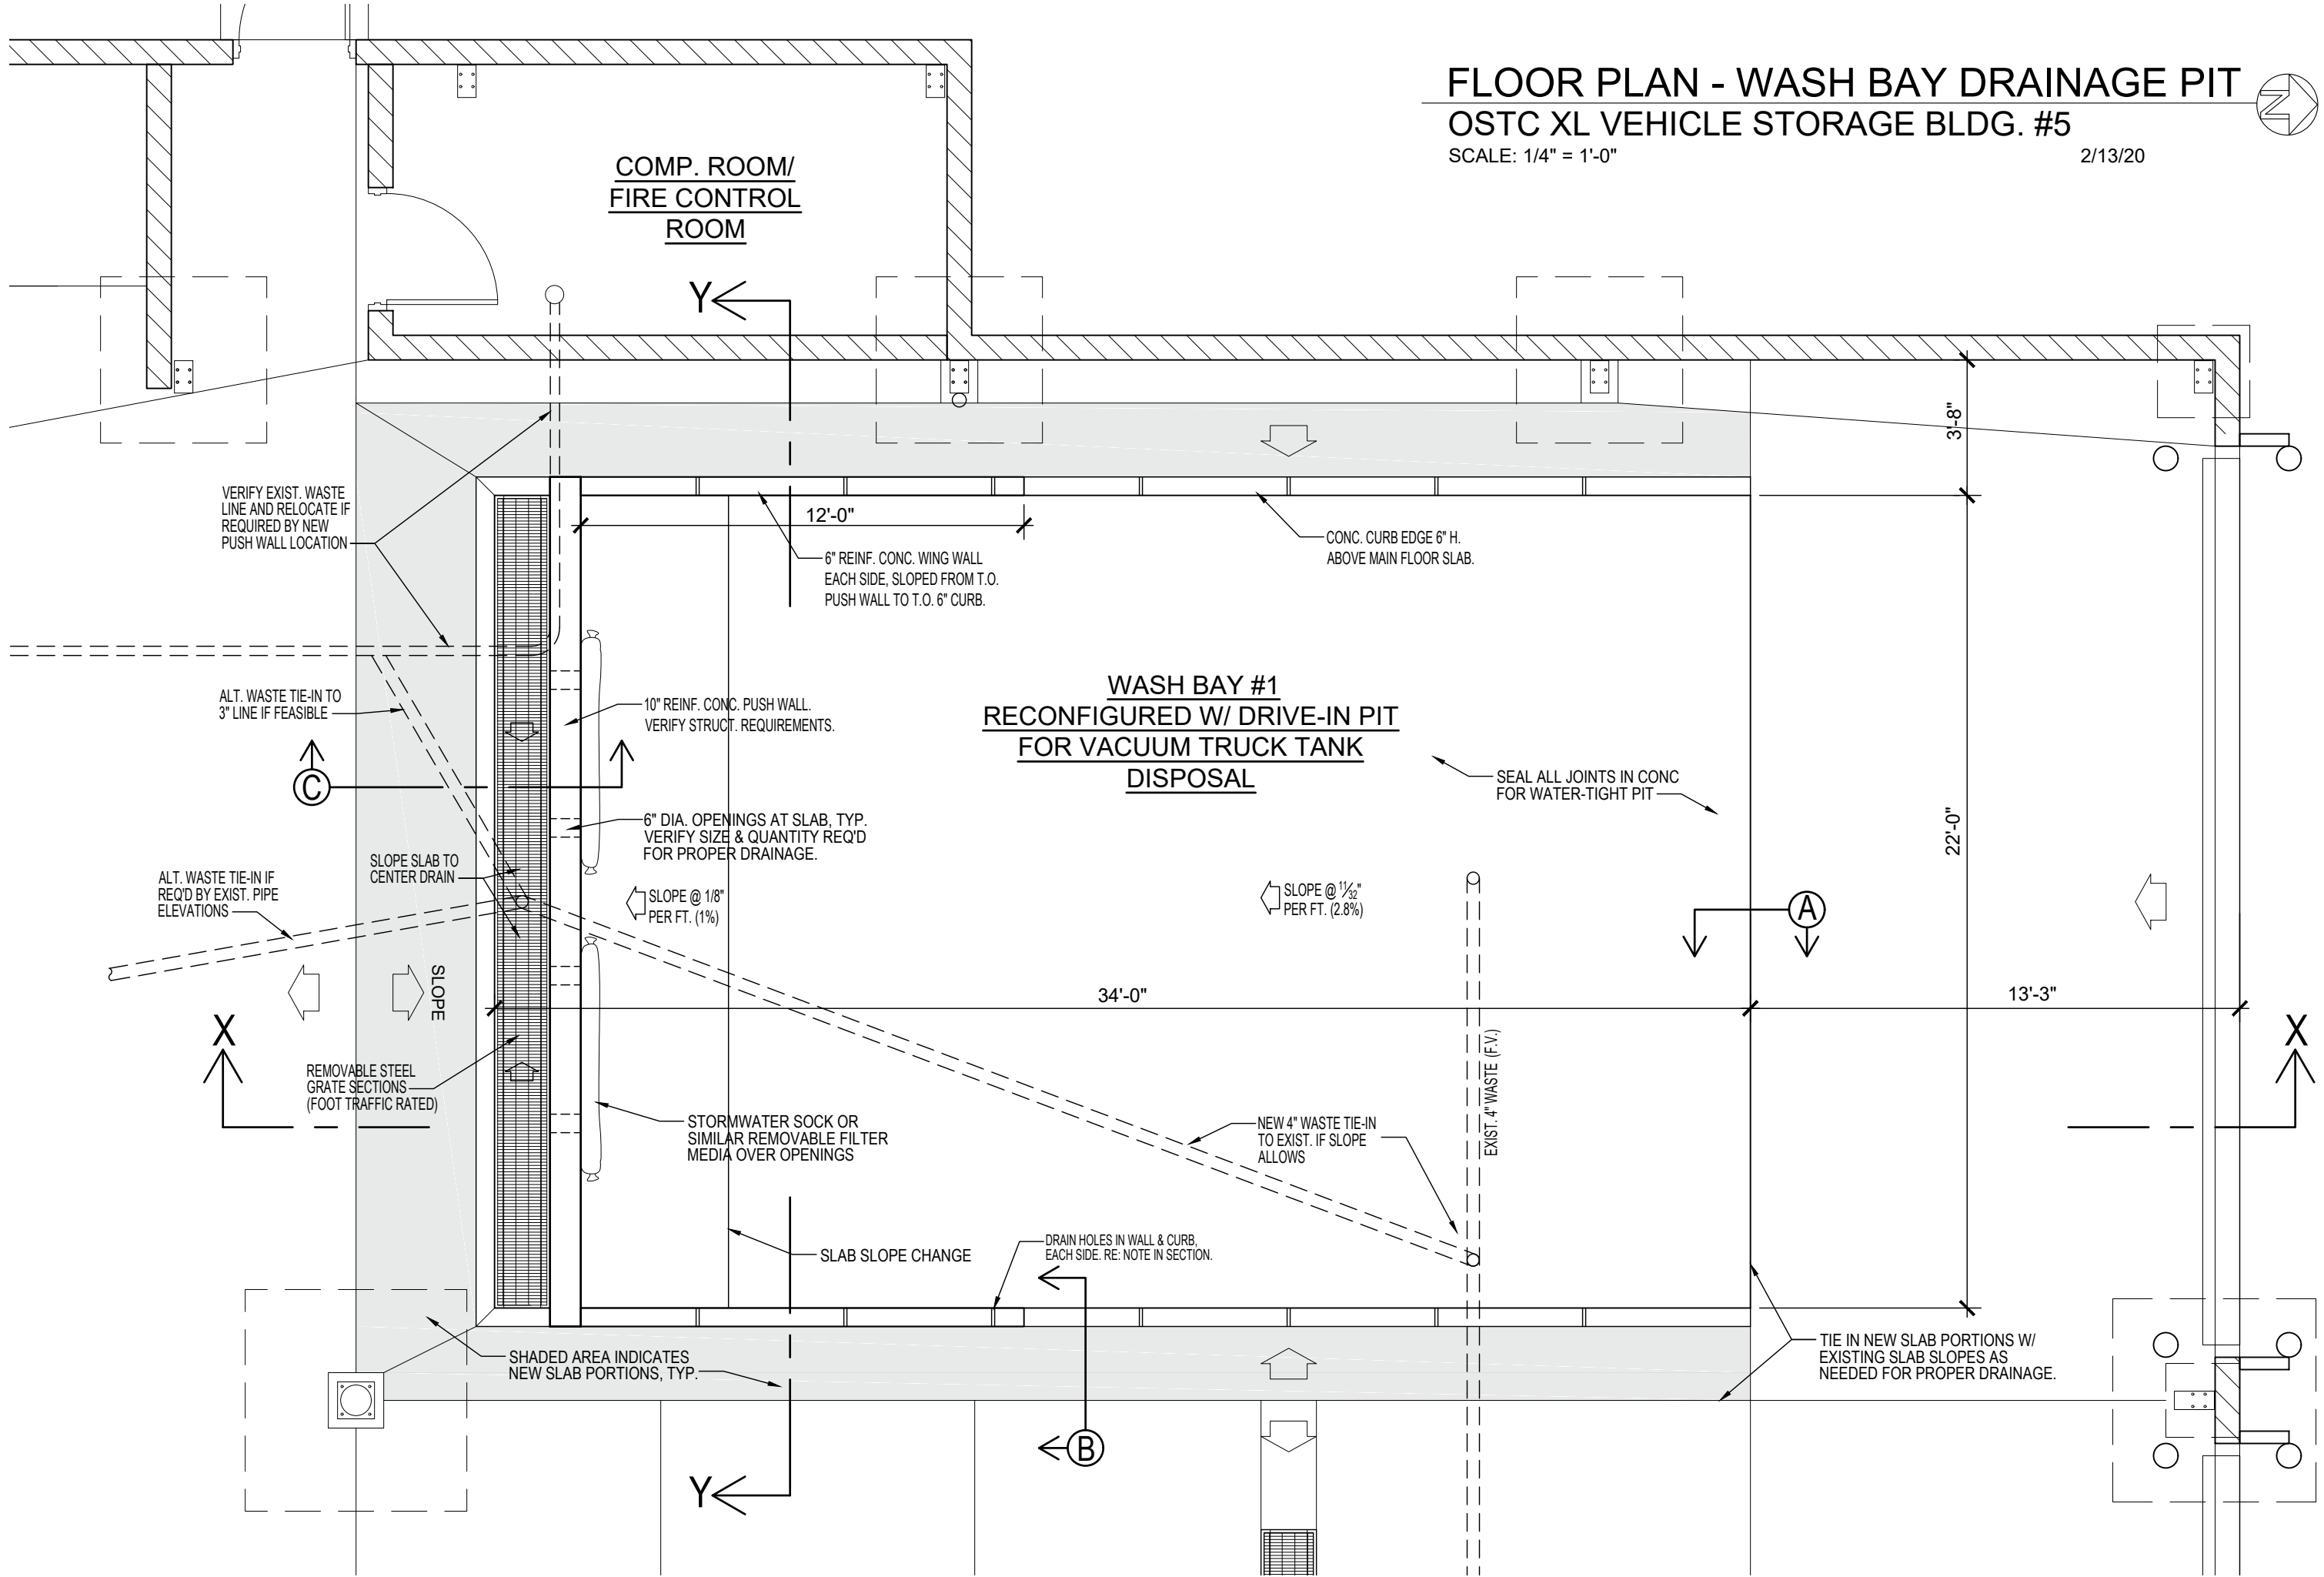 FLOOR PLAN - WASH BAY DRAINAGE PIT
OSTC XL VEHICLE STORAGE BLDG. #5
SCALE: 1/4" = 1'-0"
2/13/20
N
COMP. ROOM/
FIRE CONTROL
ROOM
Y
3'-8"
VERIFY EXIST. WASTE
LINE AND RELOCATE IF
REQUIRED BY NEW
PUSH WALL LOCATION
12'-0"
6" REINF. CONC. WING WALL
EACH SIDE, SLOPED FROM T.O.
PUSH WALL TO T.O. 6" CURB.
CONC. CURB EDGE 6" H.
ABOVE MAIN FLOOR SLAB.
ALT. WASTE TIE-IN TO
3" LINE IF FEASIBLE
10" REINF. CONC. PUSH WALL.
VERIFY STRUCT. REQUIREMENTS.
WASH BAY #1
RECONFIGURED W/ DRIVE-IN PIT
FOR VACUUM TRUCK TANK
DISPOSAL
SEAL ALL JOINTS IN CONC
FOR WATER-TIGHT PIT
C
6" DIA. OPENINGS AT SLAB, TYP.
VERIFY SIZE & QUANTITY REQ'D
FOR PROPER DRAINAGE.
22'-0"
SLOPE SLAB TO
CENTER DRAIN
ALT. WASTE TIE-IN IF
REQ'D BY EXIST. PIPE
ELEVATIONS
SLOPE @ 1/8"
PER FT. (1%)
SLOPE @ 11/32"
PER FT. (2.8%)
A
SLOPE
34'-0"
13'-3"
X
X
REMOVABLE STEEL
GRATE SECTIONS
(FOOT TRAFFIC RATED)
EXIST. 4" WASTE (F.V.)
STORMWATER SOCK OR
SIMILAR REMOVABLE FILTER
MEDIA OVER OPENINGS
NEW 4" WASTE TIE-IN
TO EXIST. IF SLOPE
ALLOWS
SLAB SLOPE CHANGE
DRAIN HOLES IN WALL & CURB,
EACH SIDE. RE: NOTE IN SECTION.
SHADED AREA INDICATES
NEW SLAB PORTIONS, TYP.
TIE IN NEW SLAB PORTIONS W/
EXISTING SLAB SLOPES AS
NEEDED FOR PROPER DRAINAGE.
B
Y